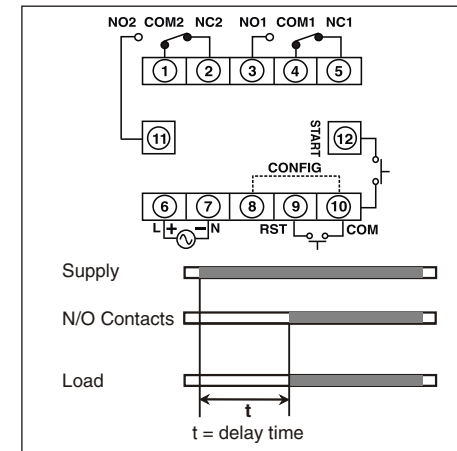 NO2 COM2 NC2 NO1 COM1 NC1
1 2 3 4 5
11 START 12
CONFIG
6 7 8 9 10
L + − N RST COM
Supply
N/O Contacts
Load
t
t = delay time